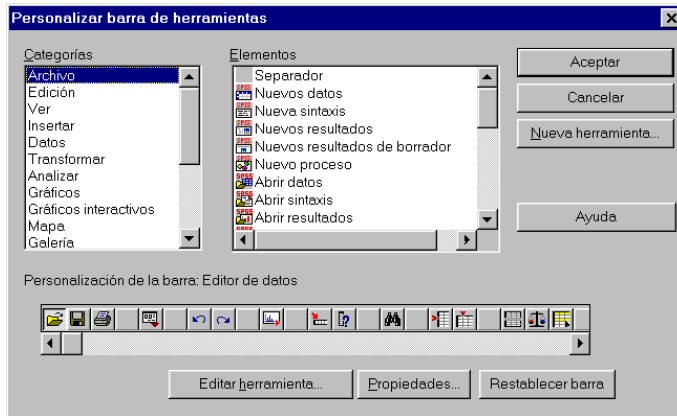 Personalizar barra de herramientas
Categorías
Archivo
Edición
Ver
Insertar
Datos
Transformar
Analizar
Gráficos
Gráficos interactivos
Mapa
Galería
Elementos
Separador
Nuevos datos
Nueva sintaxis
Nuevos resultados
Nuevos resultados de borrador
Nuevo proceso
Abrir datos
Abrir sintaxis
Abrir resultados
Aceptar
Cancelar
Nueva herramienta...
Ayuda
Personalización de la barra: Editor de datos
Editar herramienta...
Propiedades...
Restablecer barra